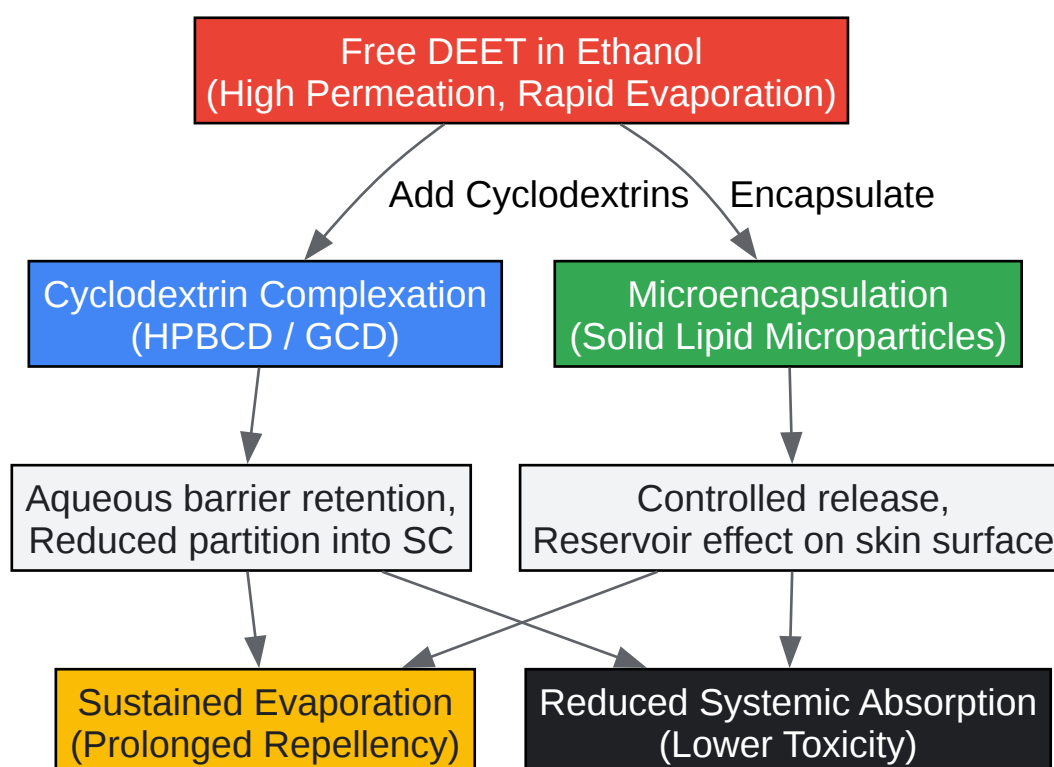 Free DEET in Ethanol
(High Permeation, Rapid Evaporation)
Add Cyclodextrins
Encapsulate
Cyclodextrin Complexation
(HPBCD / GCD)
Microencapsulation
(Solid Lipid Microparticles)
Aqueous barrier retention,
Reduced partition into SC
Controlled release,
Reservoir effect on skin surface
Sustained Evaporation
(Prolonged Repellency)
Reduced Systemic Absorption
(Lower Toxicity)